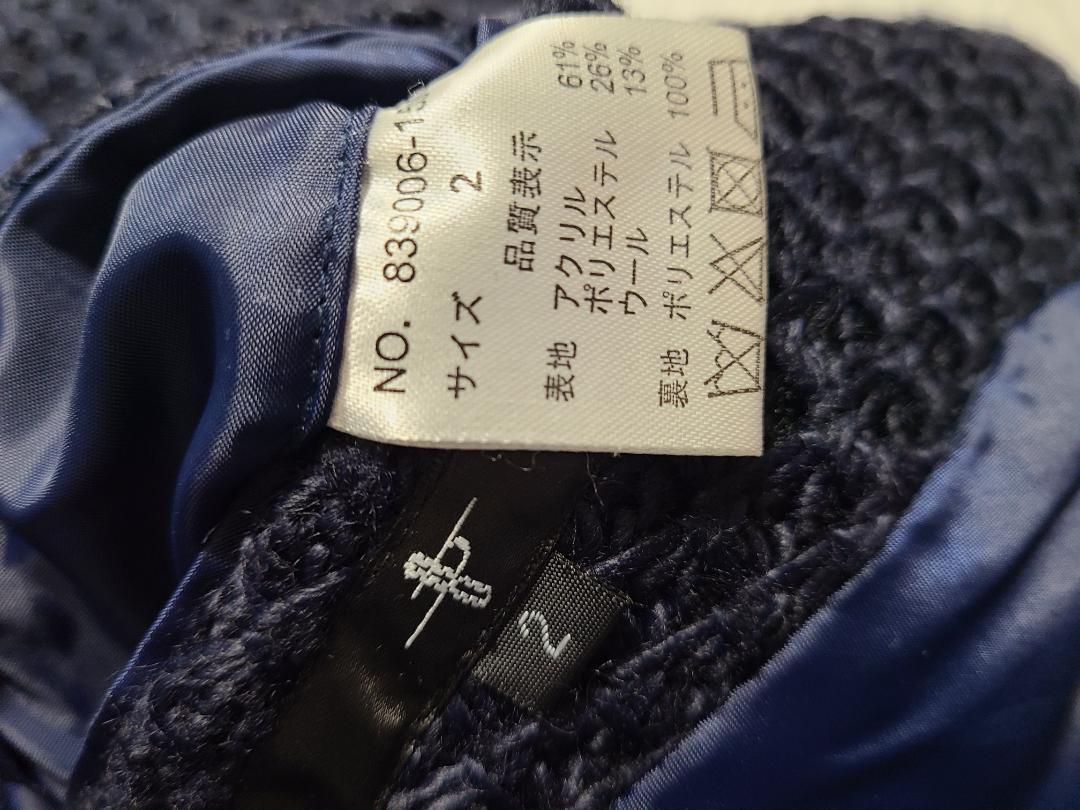 NO. 839006-1
サイズ 2
品質表示
表地 アクリル 61%
ポリエステル 26%
ウール 13%
裏地 ポリエステル 100%
2